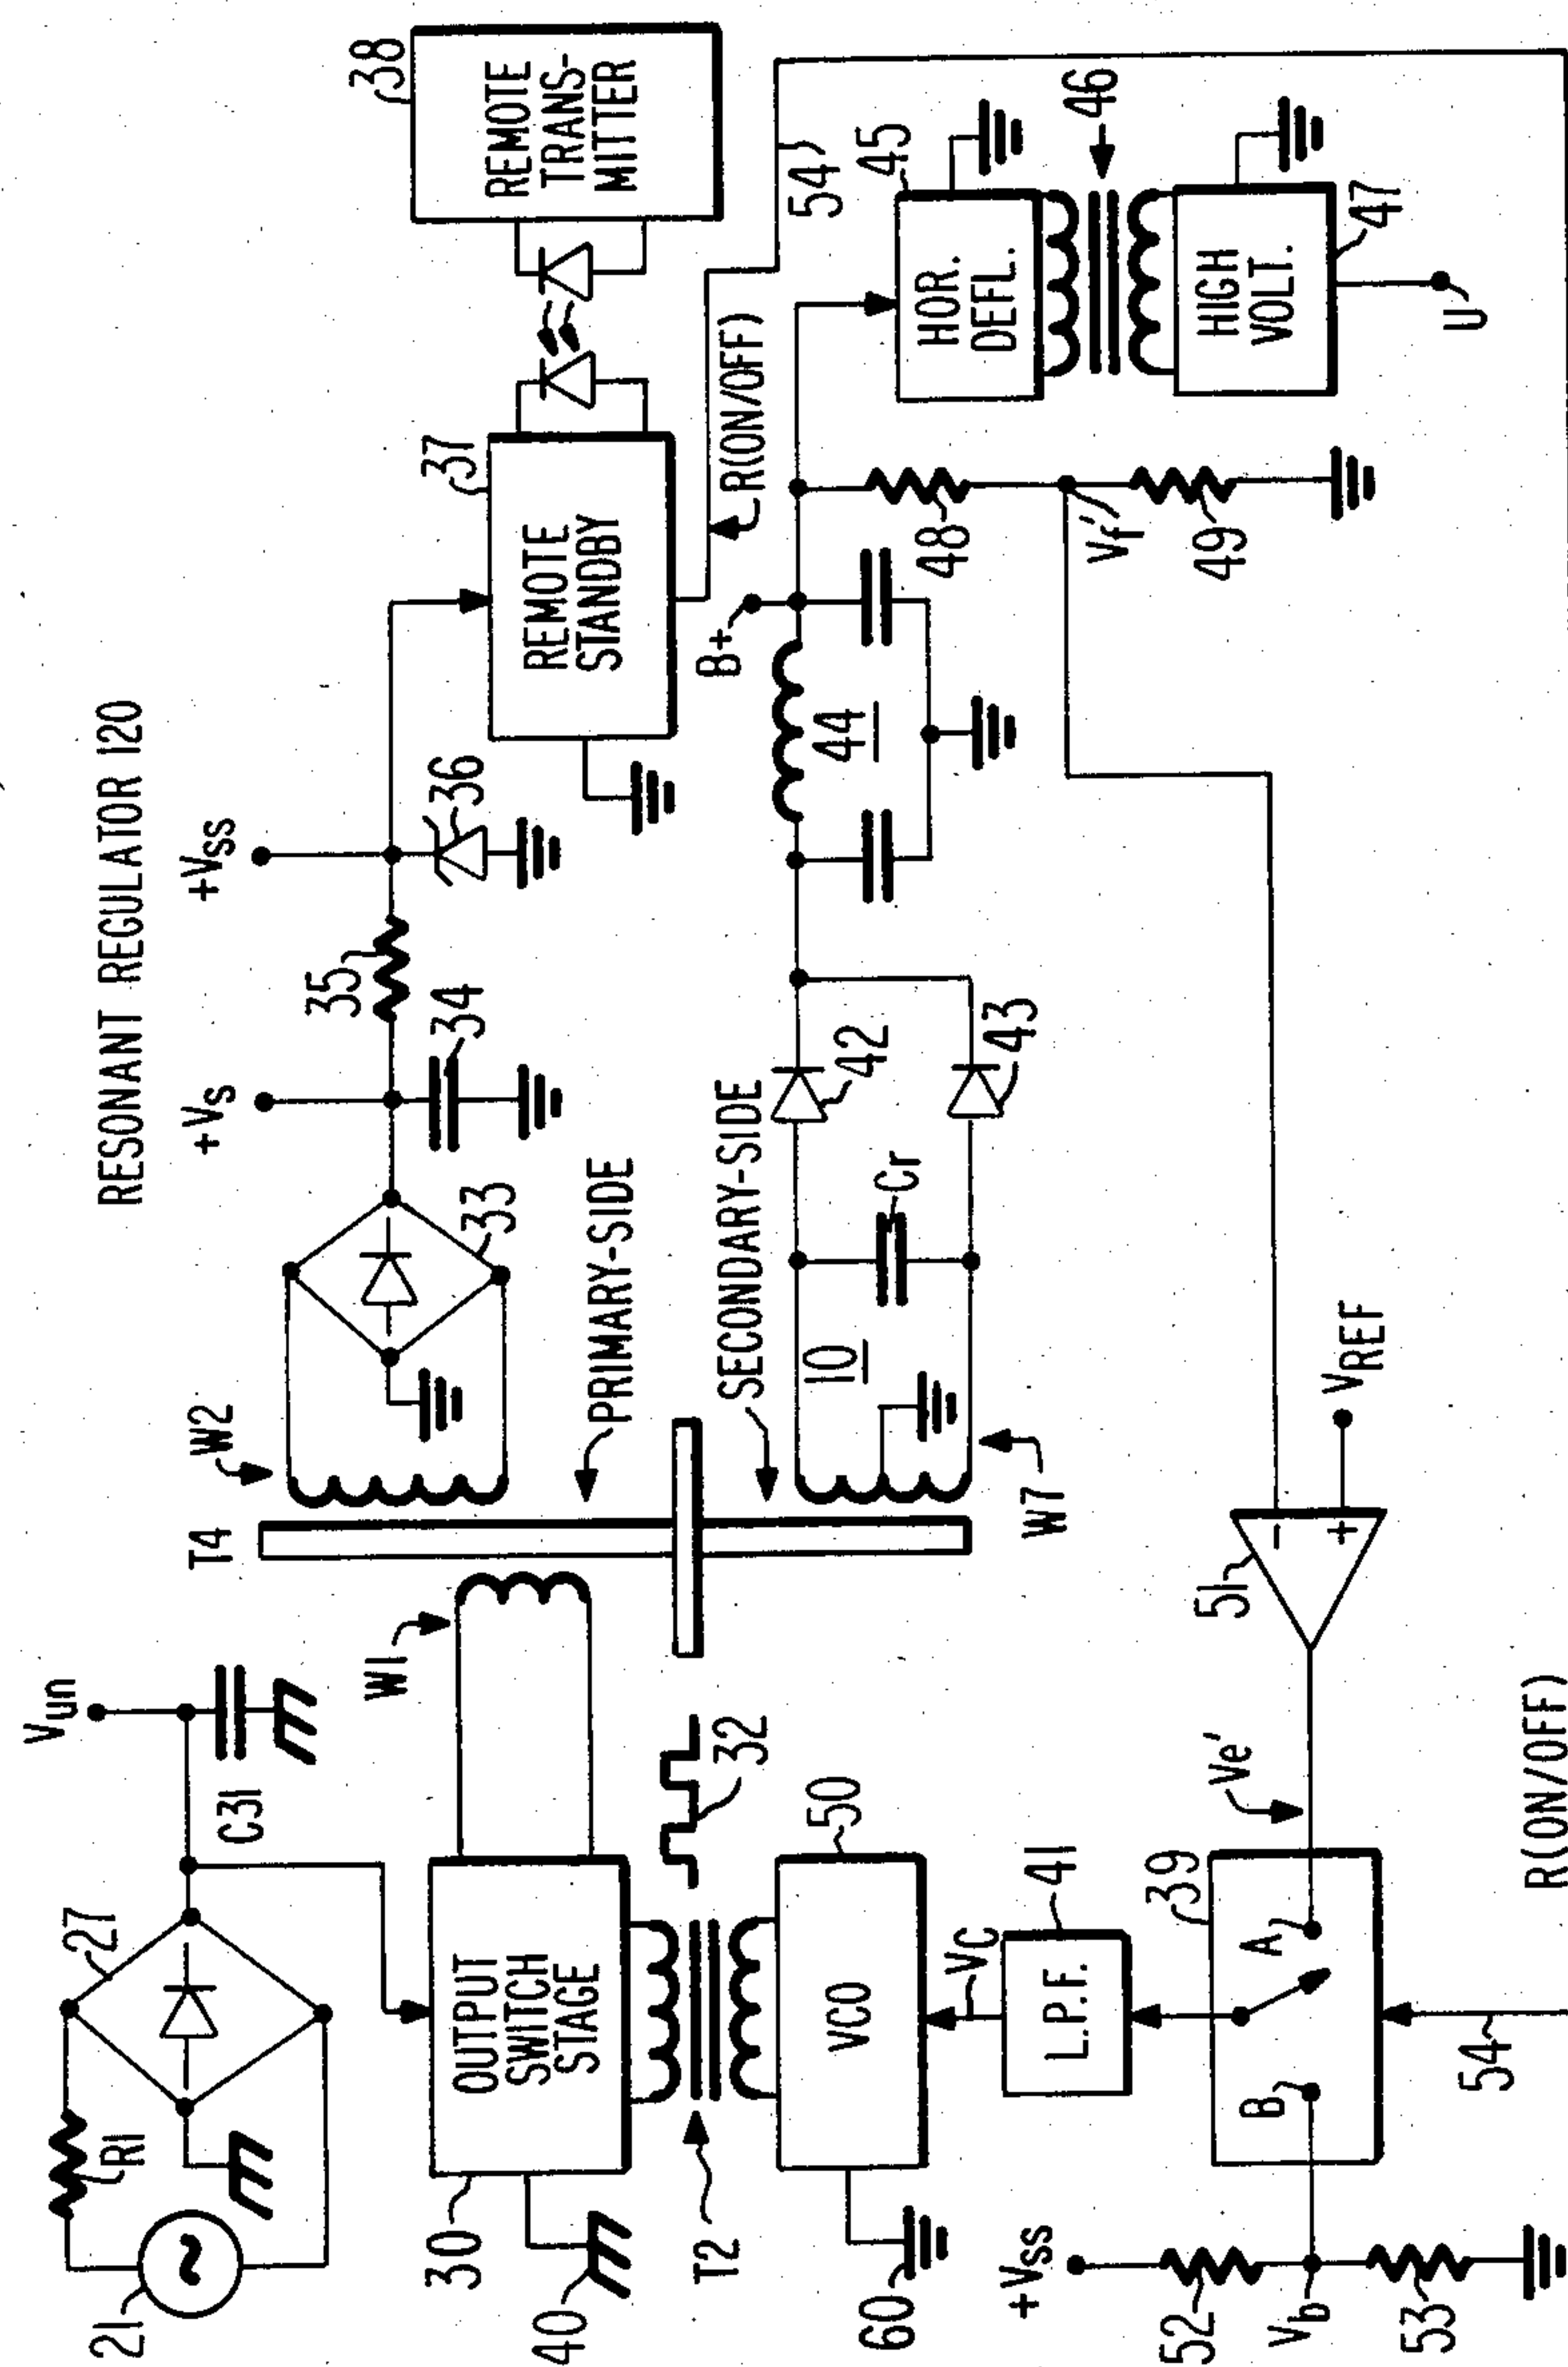 RESONANT REGULATOR 120
Vun
+Vs
+Vss
38
REMOTE
TRANS-
MITTER
27
R1
21
C31
W2
33
34
35
36
37
REMOTE
STANDBY
T4
W1
PRIMARY-SIDE
30
OUTPUT
SWITCH
STAGE
40
32
T2
SECONDARY-SIDE
R(ON/OFF)
54
B+
10
Cr
42
43
44
48
Vf'
49
45
HOR.
DEFL.
46
HIGH
VOLT.
47
U
W7
50
VCO
60
VC
41
L.P.F.
39
A
B
Ve'
51
-
+
VREF
+Vss
52
Vb
53
54
R(ON/OFF)